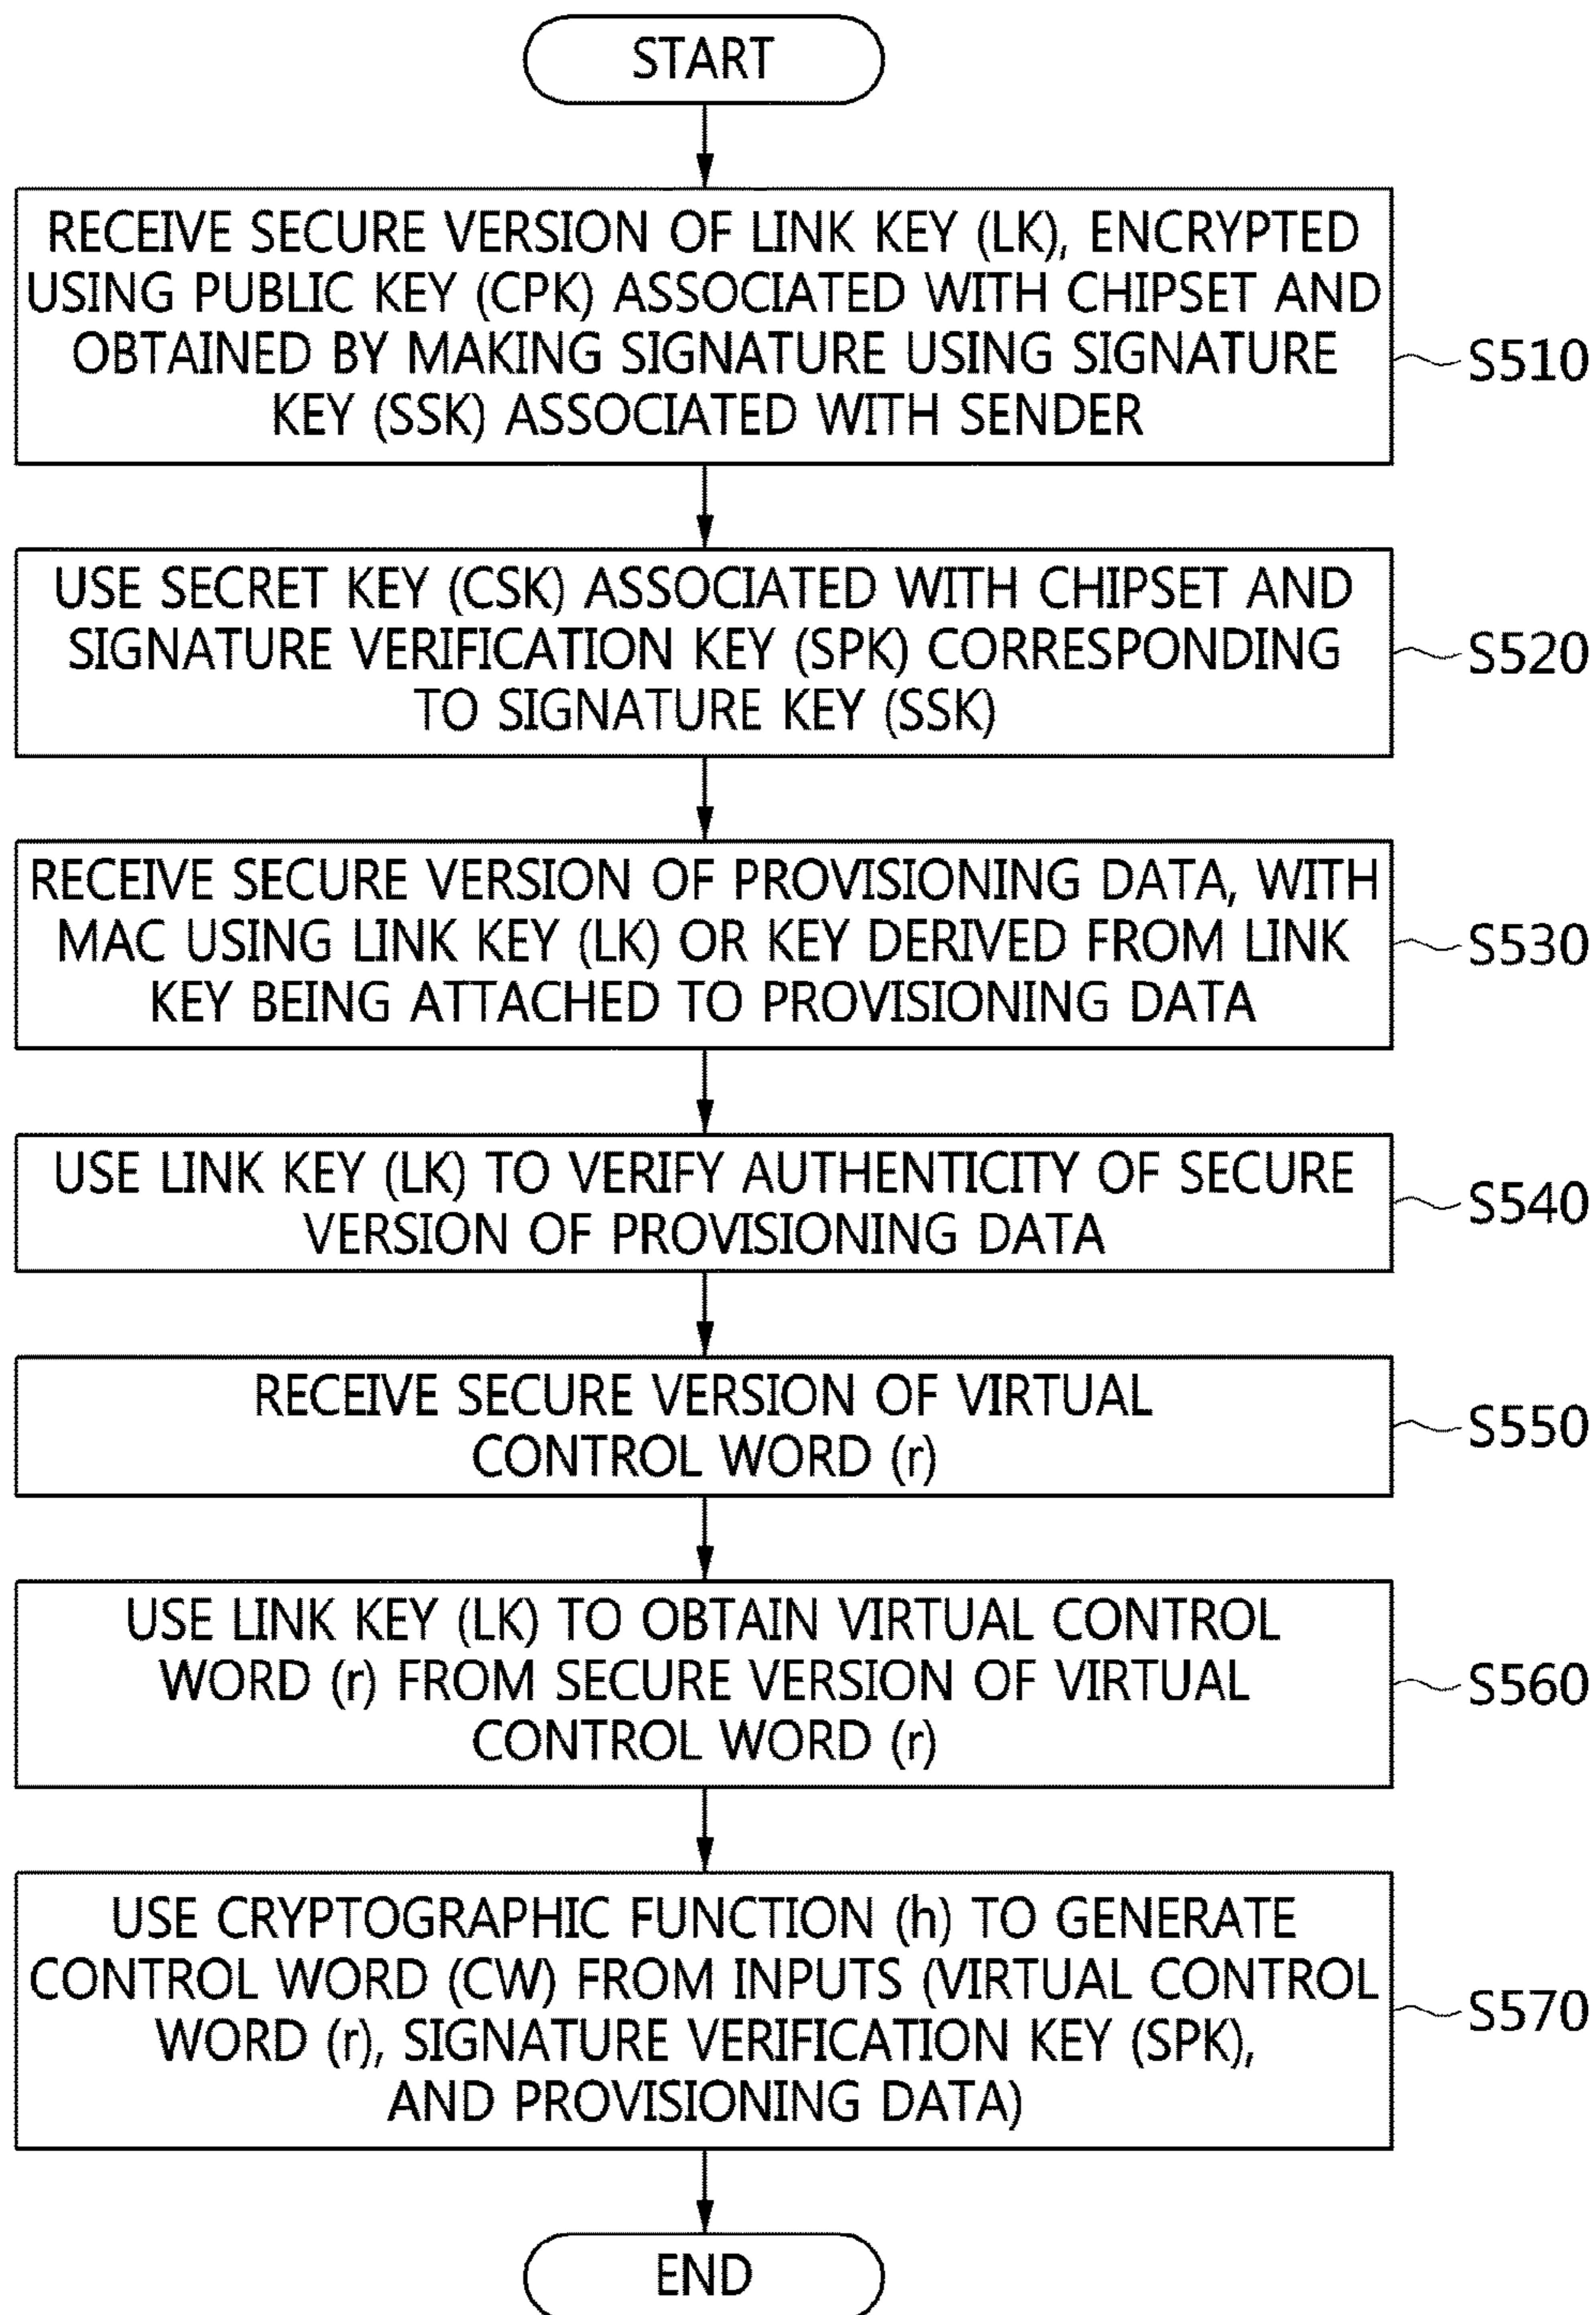 START
RECEIVE SECURE VERSION OF LINK KEY (LK), ENCRYPTED
USING PUBLIC KEY (CPK) ASSOCIATED WITH CHIPSET AND
OBTAINED BY MAKING SIGNATURE USING SIGNATURE
KEY (SSK) ASSOCIATED WITH SENDER
S510
USE SECRET KEY (CSK) ASSOCIATED WITH CHIPSET AND
SIGNATURE VERIFICATION KEY (SPK) CORRESPONDING
TO SIGNATURE KEY (SSK)
S520
RECEIVE SECURE VERSION OF PROVISIONING DATA, WITH
MAC USING LINK KEY (LK) OR KEY DERIVED FROM LINK
KEY BEING ATTACHED TO PROVISIONING DATA
S530
USE LINK KEY (LK) TO VERIFY AUTHENTICITY OF SECURE
VERSION OF PROVISIONING DATA
S540
RECEIVE SECURE VERSION OF VIRTUAL
CONTROL WORD (r)
S550
USE LINK KEY (LK) TO OBTAIN VIRTUAL CONTROL
WORD (r) FROM SECURE VERSION OF VIRTUAL
CONTROL WORD (r)
S560
USE CRYPTOGRAPHIC FUNCTION (h) TO GENERATE
CONTROL WORD (CW) FROM INPUTS (VIRTUAL CONTROL
WORD (r), SIGNATURE VERIFICATION KEY (SPK),
AND PROVISIONING DATA)
S570
END